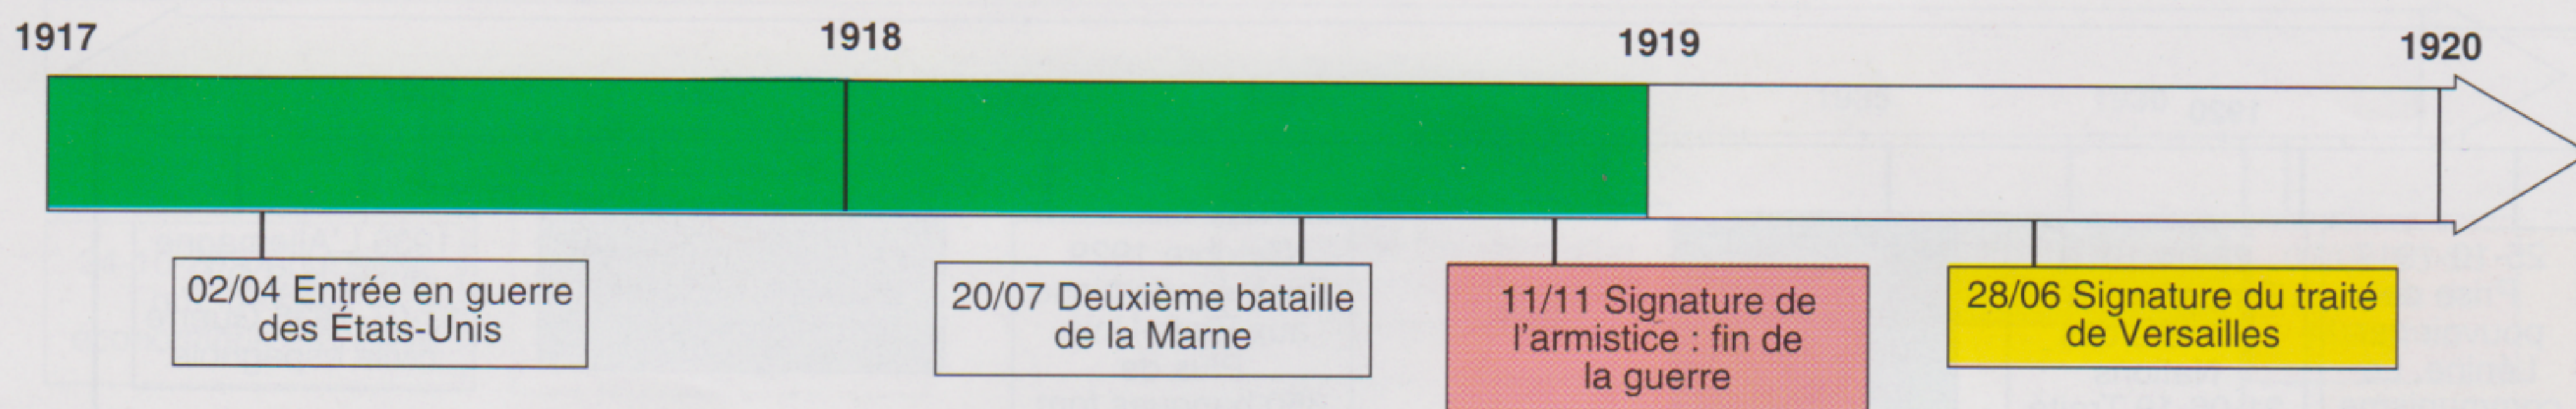 1917 1918 1919 1920
02/04 Entrée en guerre
des États-Unis
20/07 Deuxième bataille
de la Marne
11/11 Signature de
l'armistice : fin de
la guerre
28/06 Signature du traité
de Versailles